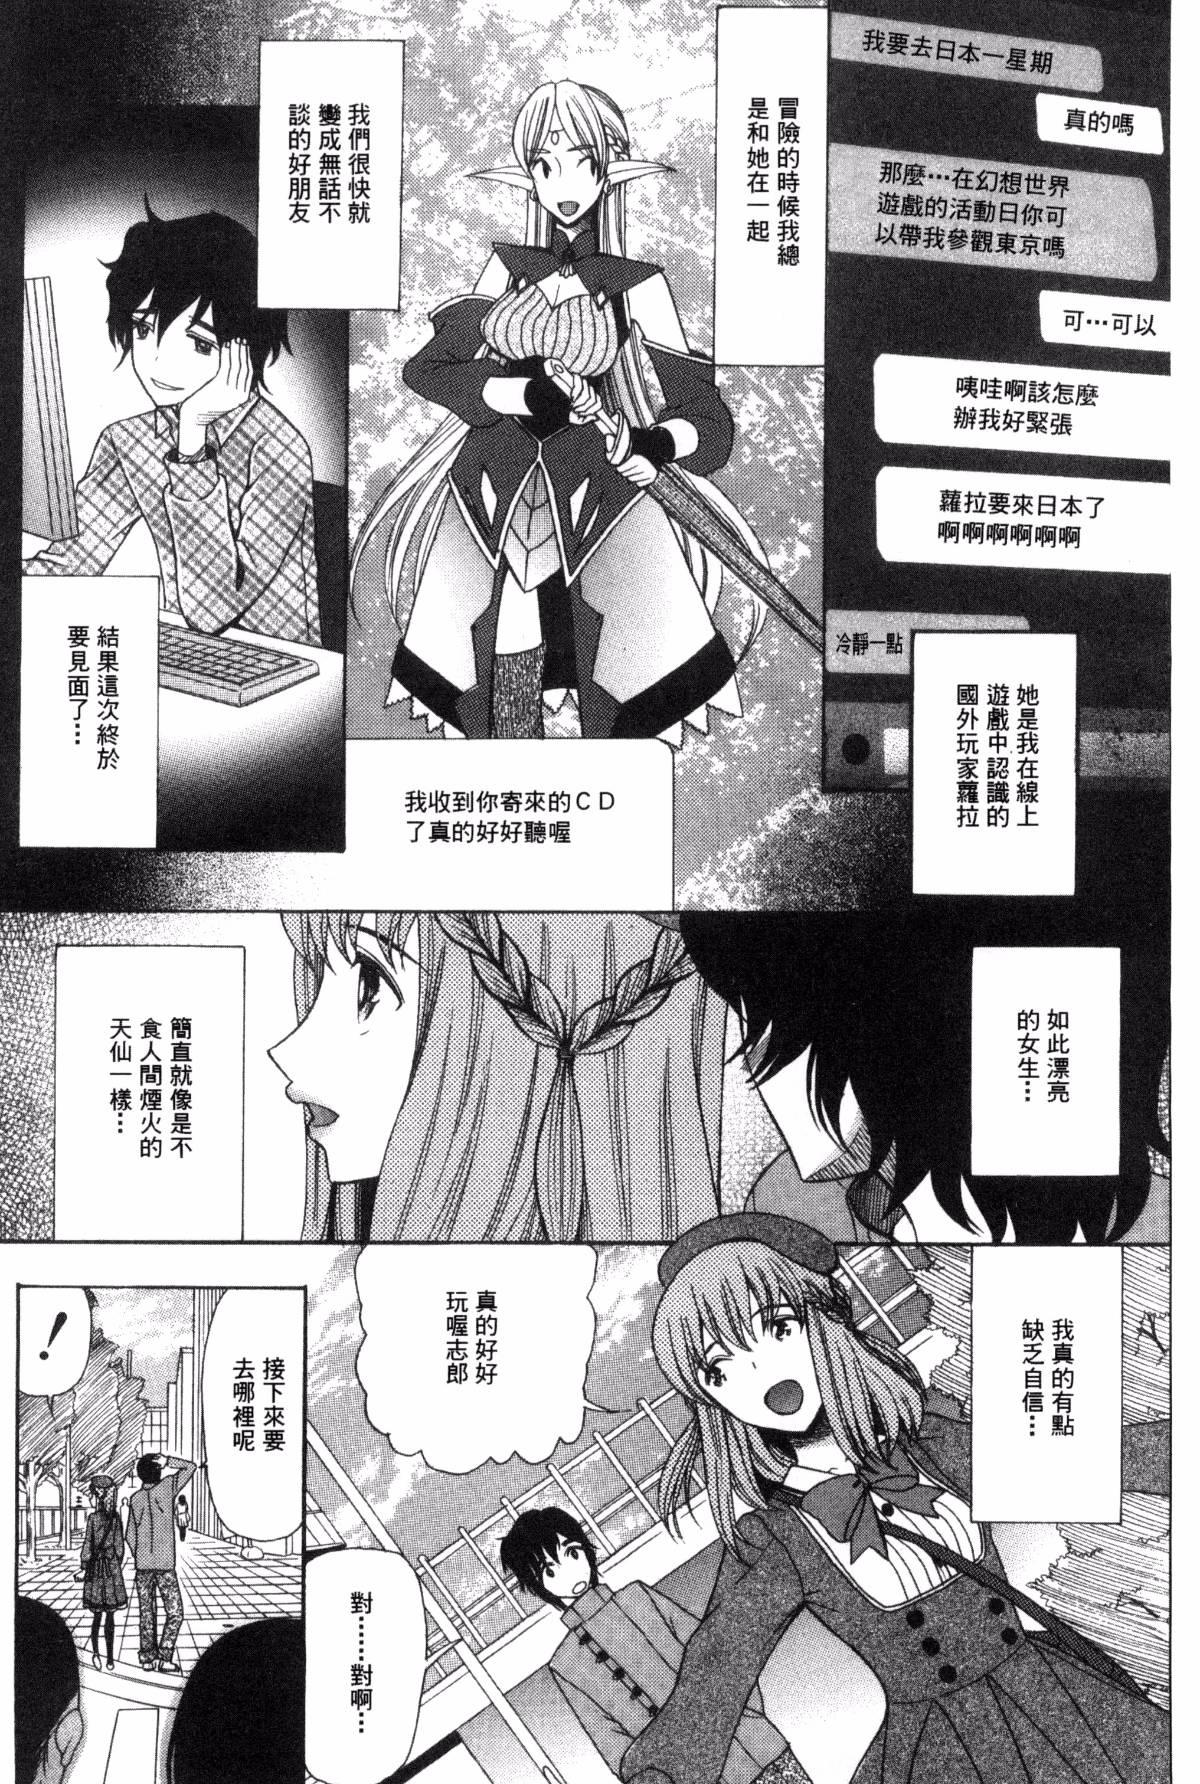 我要去日本一星期
真的嗎
那麼…在幻想世界
遊戲的活動日你可
以帶我參觀東京嗎
可…可以
咦哇啊該怎麼
辦我好緊張
蘿拉要來日本了
啊啊啊啊啊啊
冷靜一點
她是我在線上
遊戲中認識的
國外玩家蘿拉
冒險的時候我總
是和她在一起
我們很快就
變成無話不
談的好朋友
我收到你寄來的CD
了真的好好聽喔
結果這次終於
要見面了…
如此漂亮
的女生…
簡直就像是不
食人間煙火的
天仙一樣…
我真的有點
缺乏自信…
真的好好
玩喔志郎
對……對啊…
接下來要
去哪裡呢
！